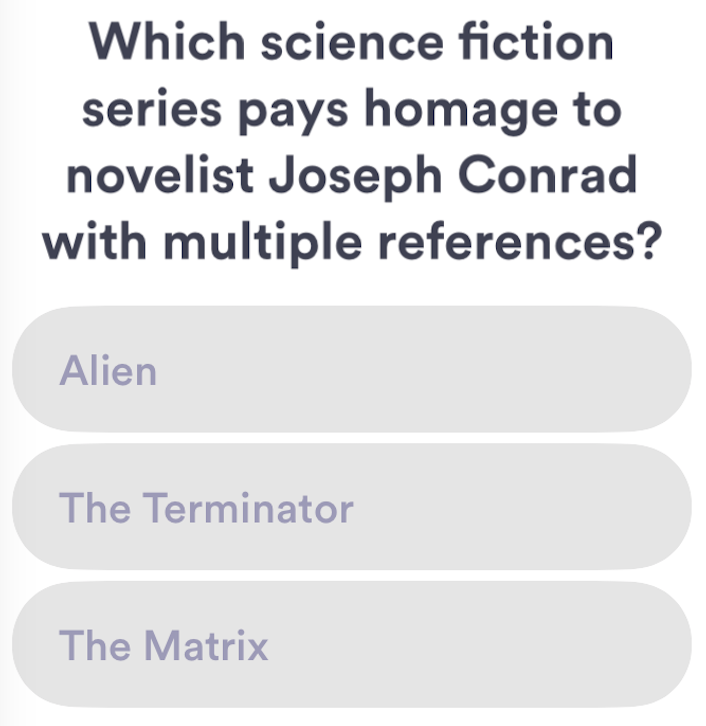 Which science fiction
series pays homage to
novelist Joseph Conrad
with multiple references?
Alien
The Terminator
The Matrix